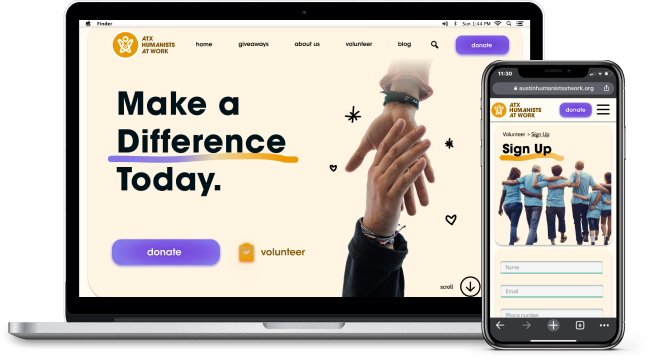 Finder
Sun 1:44 PM
ATX
HUMANISTS
AT WORK
home
giveaways
about us
volunteer
blog
donate
Make a
Difference
Today.
donate
volunteer
scroll
11:30
austinhumanistsatwork.org
ATX
HUMANISTS
AT WORK
donate
Volunteer > Sign Up
Sign Up
Name
Email
Phone number